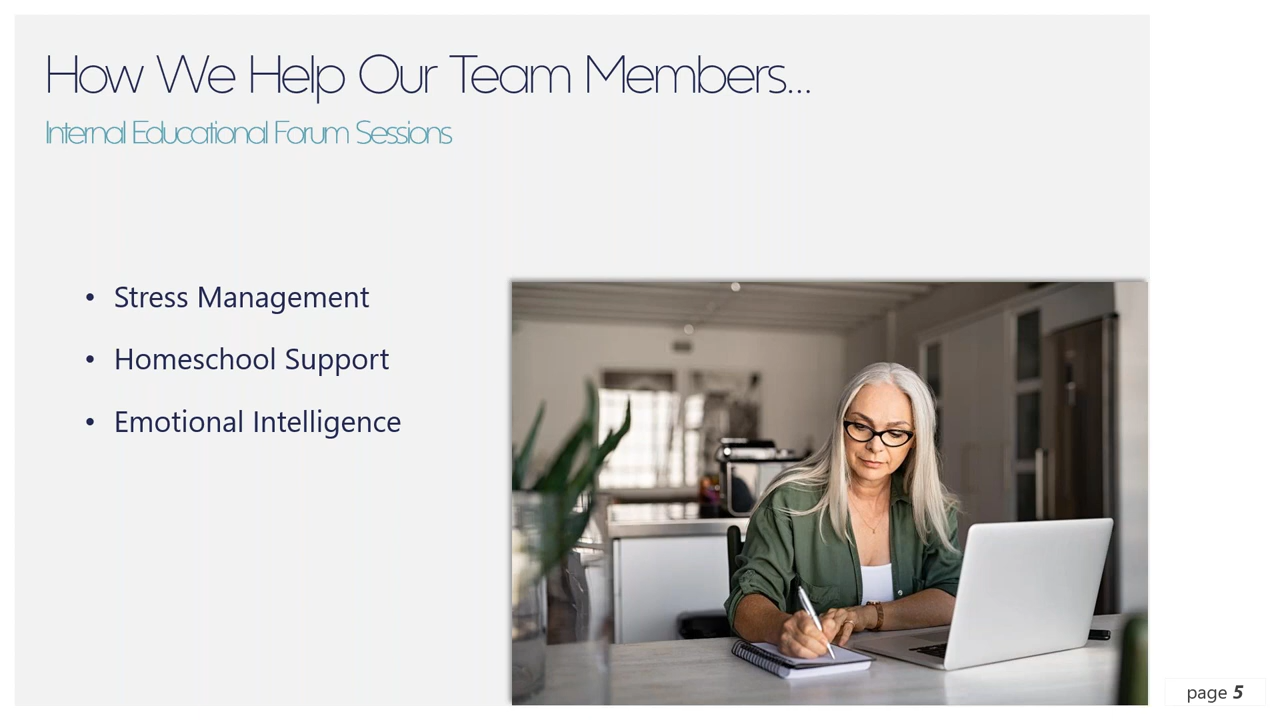 How We Help Our Team Members...
Internal Educational Forum Sessions
• Stress Management
• Homeschool Support
• Emotional Intelligence
page 5